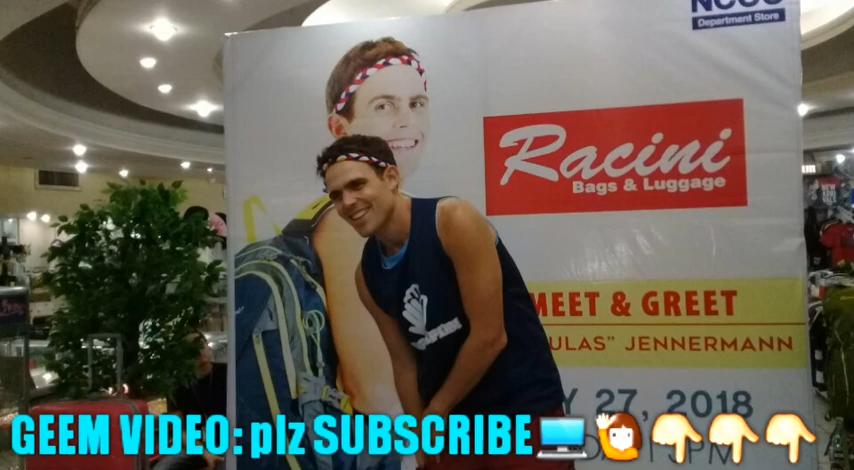 NCCC
Department Store
Racini
Bags & Luggage
MEET & GREET
ULAS" JENNERMANN
Y 27, 2018
GEEM VIDEO: plz SUBSCRIBE💻🙋👇👇👇